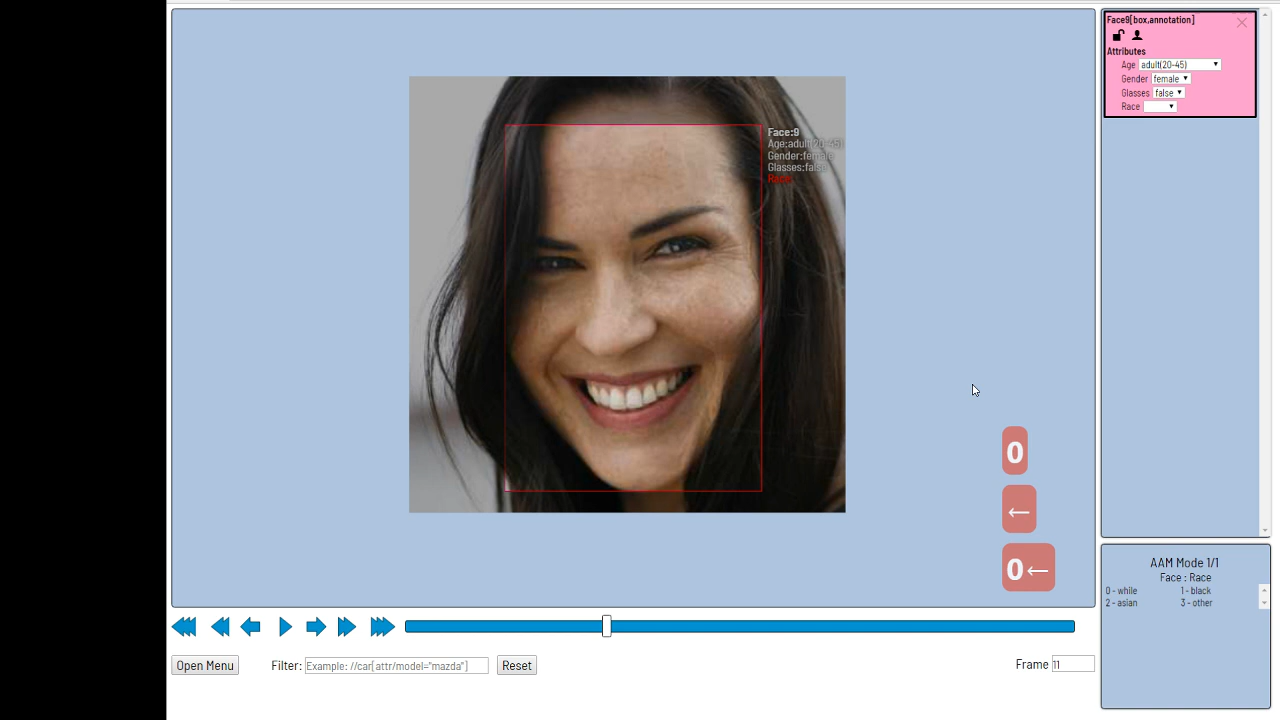 Face9[box,annotation]
Attributes
Age adult(20-45)
Gender female
Glasses false
Race
Face:9
Age:adult(20-45)
Gender:female
Glasses:false
Race:
0
←
0←
AAM Mode 1/1
Face : Race
0 - while 1 - black
2 - asian 3 - other
Open Menu Filter: Example: //car[attr/model="mazda"] Reset Frame 11